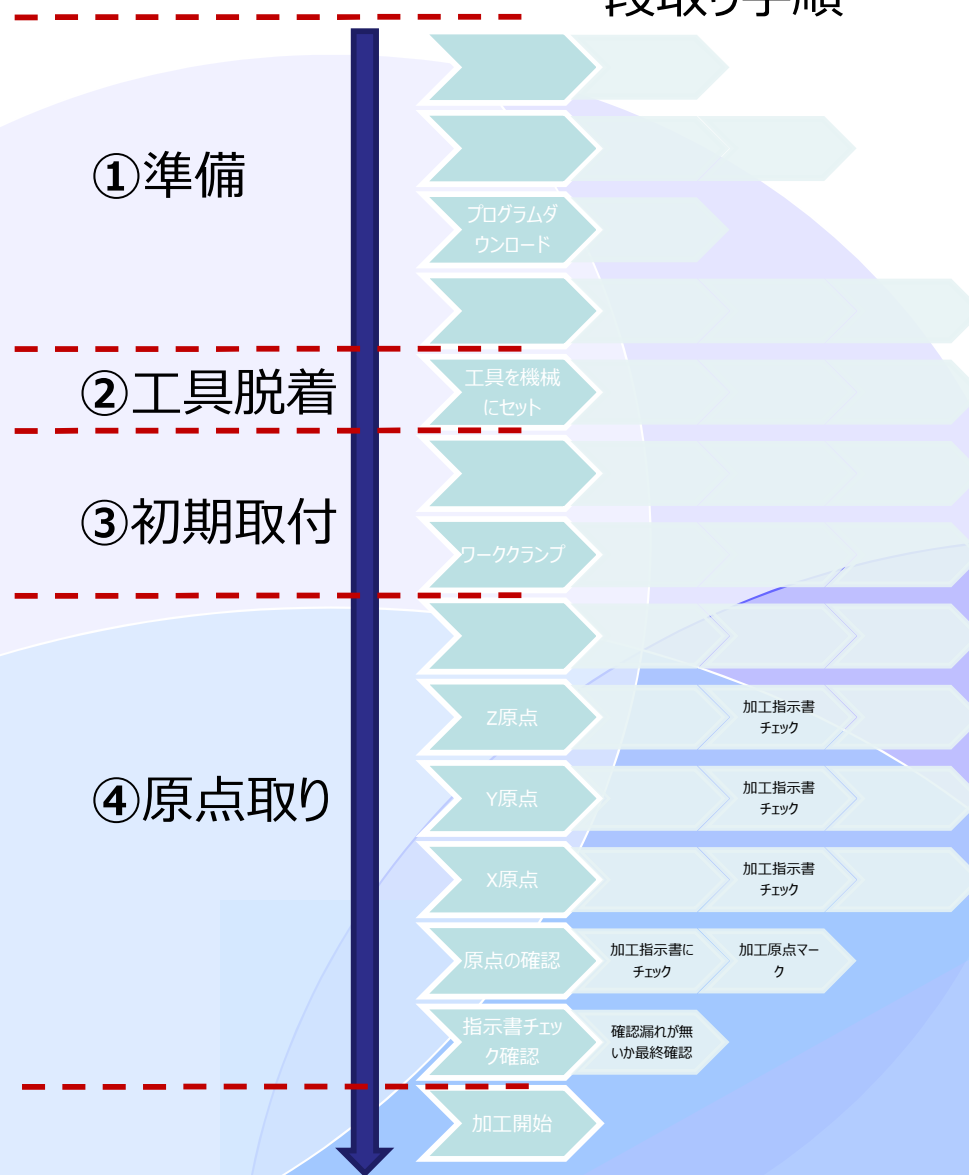 段取り手順
①準備
プログラムダ
ウンロード
②工具脱着
工具を機械
にセット
③初期取付
ワーククランプ
④原点取り
Z原点
加工指示書
チェック
Y原点
加工指示書
チェック
X原点
加工指示書
チェック
原点の確認
加工指示書に
チェック
加工原点マー
ク
指示書チェッ
ク確認
確認漏れが無
いか最終確認
加工開始